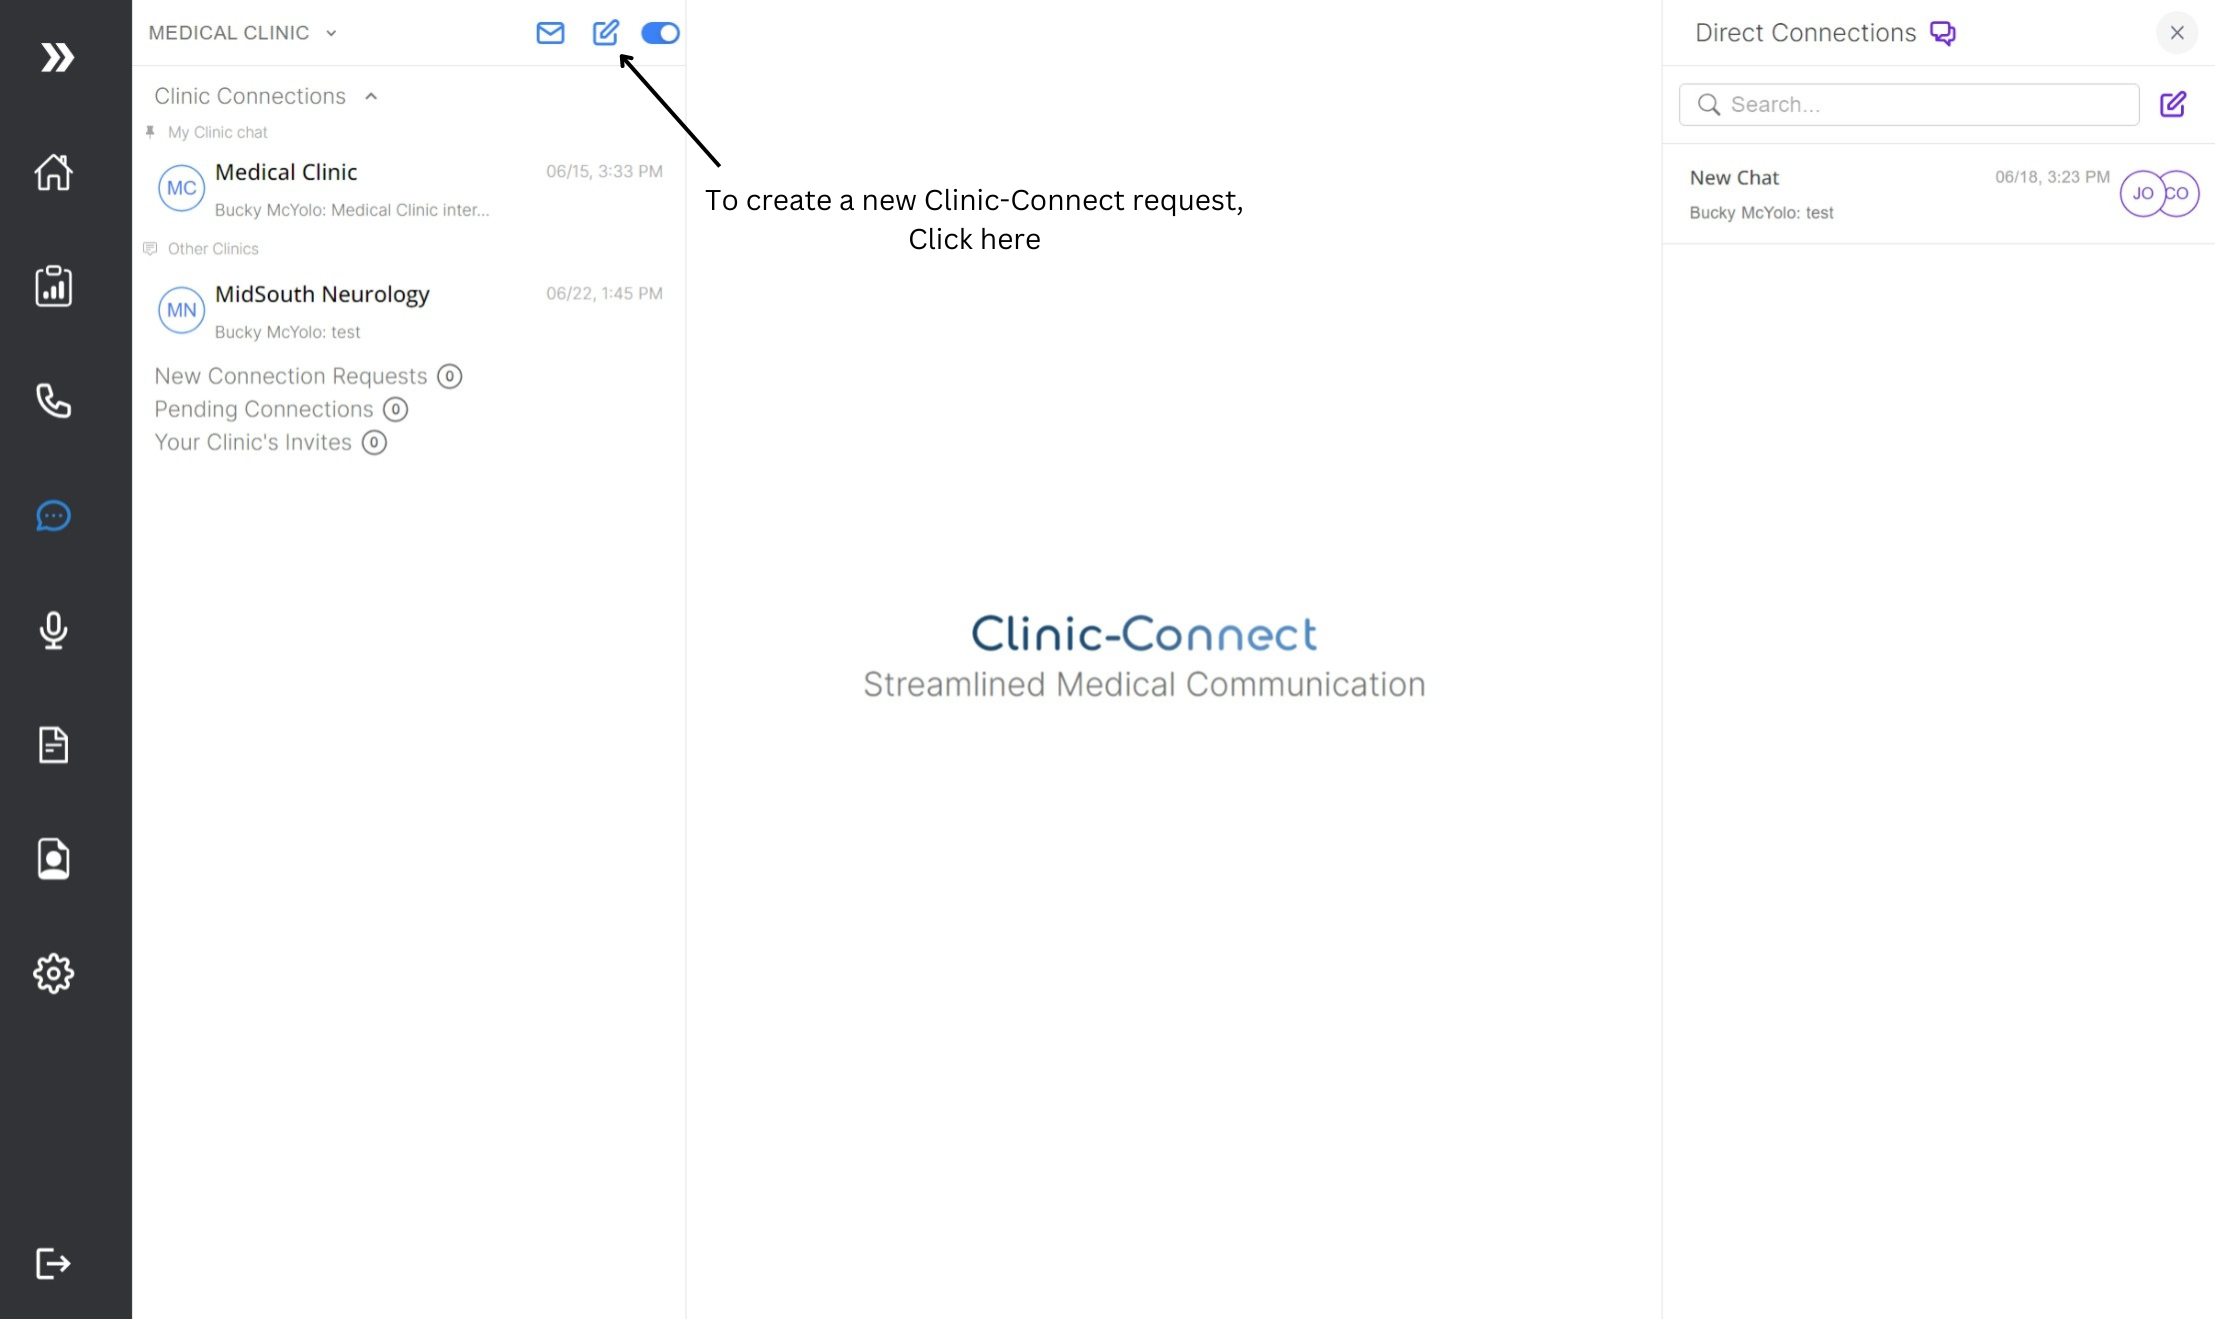 MEDICAL CLINIC
Clinic Connections
My Clinic chat
MC
Medical Clinic
06/15, 3:33 PM
Bucky McYolo: Medical Clinic inter...
Other Clinics
MN
MidSouth Neurology
06/22, 1:45 PM
Bucky McYolo: test
New Connection Requests 0
Pending Connections 0
Your Clinic's Invites 0
To create a new Clinic-Connect request,
Click here
Clinic-Connect
Streamlined Medical Communication
Direct Connections
Search...
New Chat
06/18, 3:23 PM
JO
CO
Bucky McYolo: test